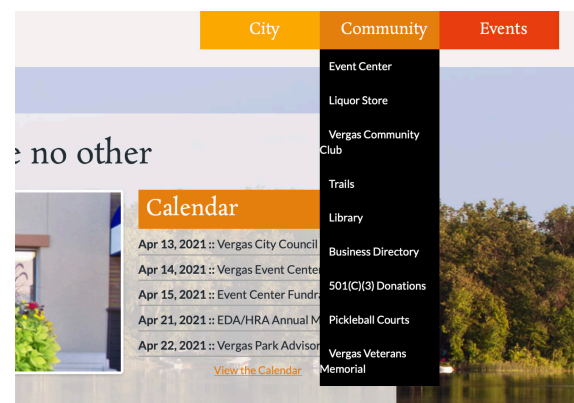 City Community Events
Event Center
Liquor Store
Vergas Community
Club
Trails
Library
Business Directory
501(C)(3) Donations
Pickleball Courts
Vergas Veterans
Memorial
no other
Calendar
Apr 13, 2021 :: Vergas City Council
Apr 14, 2021 :: Vergas Event Cente
Apr 15, 2021 :: Event Center Fundr
Apr 21, 2021 :: EDA/HRA Annual M
Apr 22, 2021 :: Vergas Park Advisor
View the Calendar